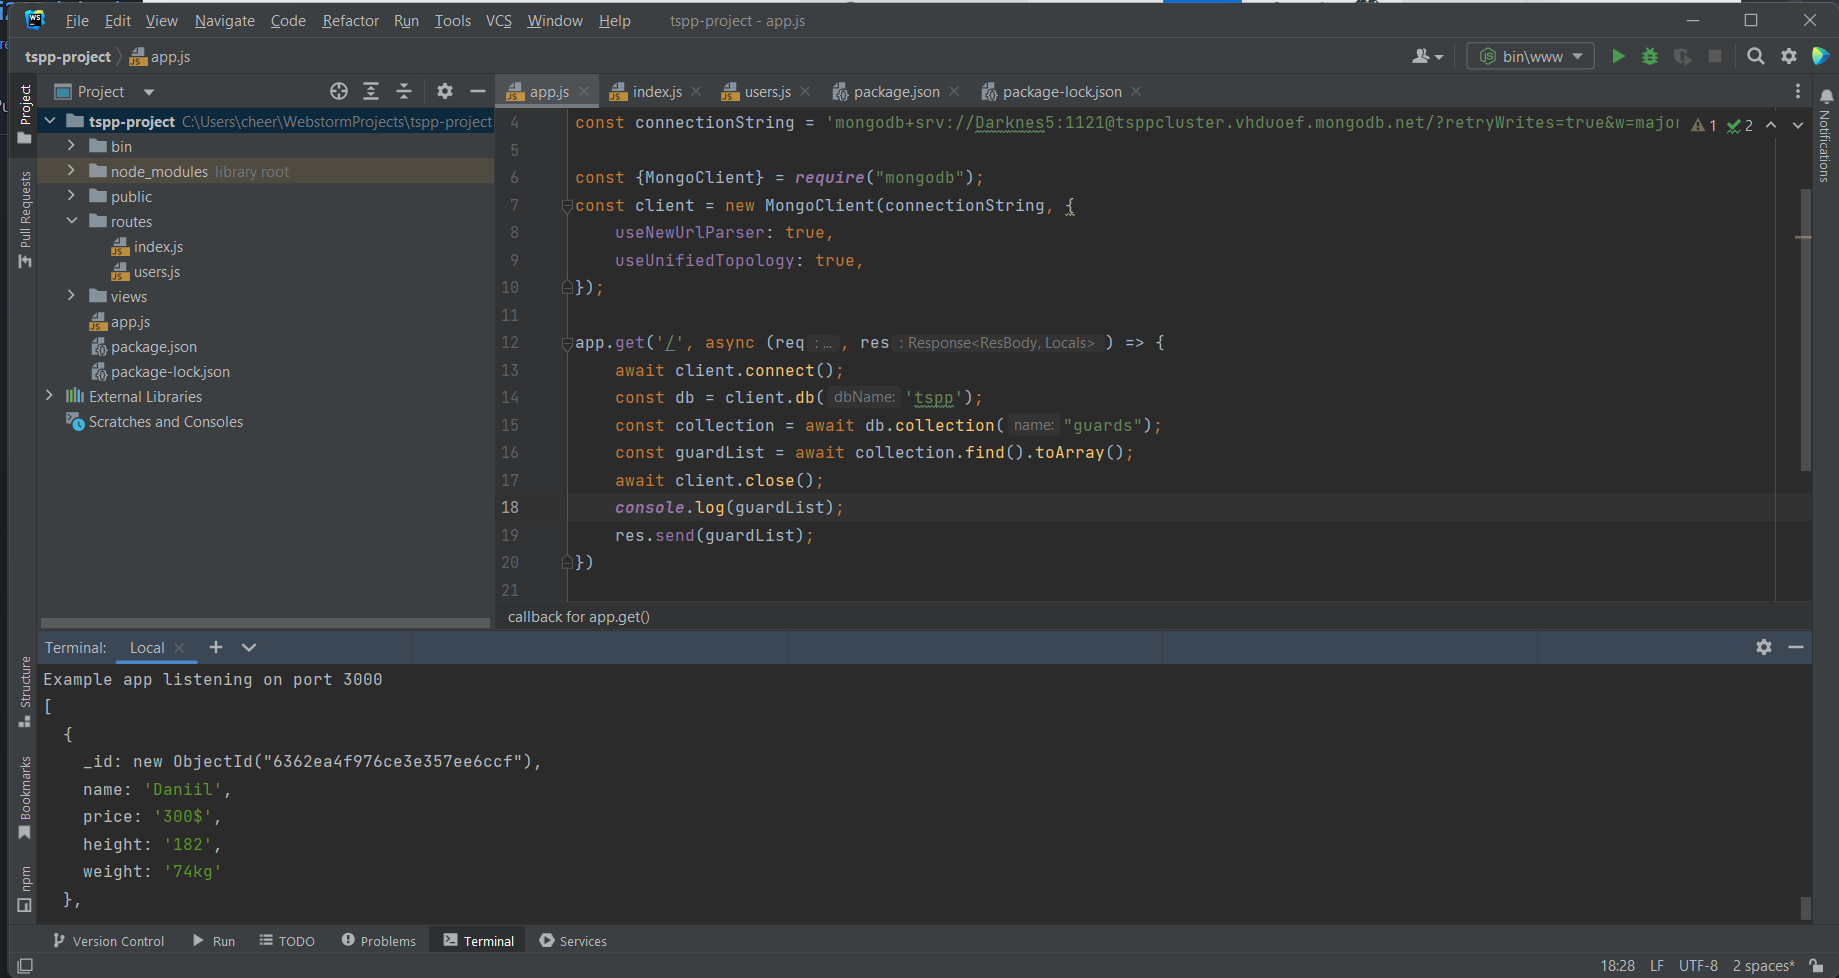 File Edit View Navigate Code Refactor Run Tools VCS Window Help tspp-project - app.js
tspp-project app.js
bin\www
Project
app.js index.js users.js package.json package-lock.json
Project
Pull Requests
Structure
Bookmarks
npm
Notifications
tspp-project C:\Users\cheer\WebstormProjects\tspp-project
bin
node_modules library root
public
routes
index.js
users.js
views
app.js
package.json
package-lock.json
External Libraries
Scratches and Consoles
4 const connectionString = 'mongodb+srv://Darknes5:1121@tsppcluster.vhduoef.mongodb.net/?retryWrites=true&w=major 1 2
5
6 const {MongoClient} = require("mongodb");
7 const client = new MongoClient(connectionString, {
8 useNewUrlParser: true,
9 useUnifiedTopology: true,
10 });
11
12 app.get('/', async (req : ... , res : Response<ResBody, Locals> ) => {
13 await client.connect();
14 const db = client.db( dbName: 'tspp');
15 const collection = await db.collection( name: "guards");
16 const guardList = await collection.find().toArray();
17 await client.close();
18 console.log(guardList);
19 res.send(guardList);
20 })
21
callback for app.get()
Terminal: Local
Example app listening on port 3000
[
{
_id: new ObjectId("6362ea4f976ce3e357ee6ccf"),
name: 'Daniil',
price: '300$',
height: '182',
weight: '74kg'
},
Version Control Run TODO Problems Terminal Services
18:28 LF UTF-8 2 spaces*